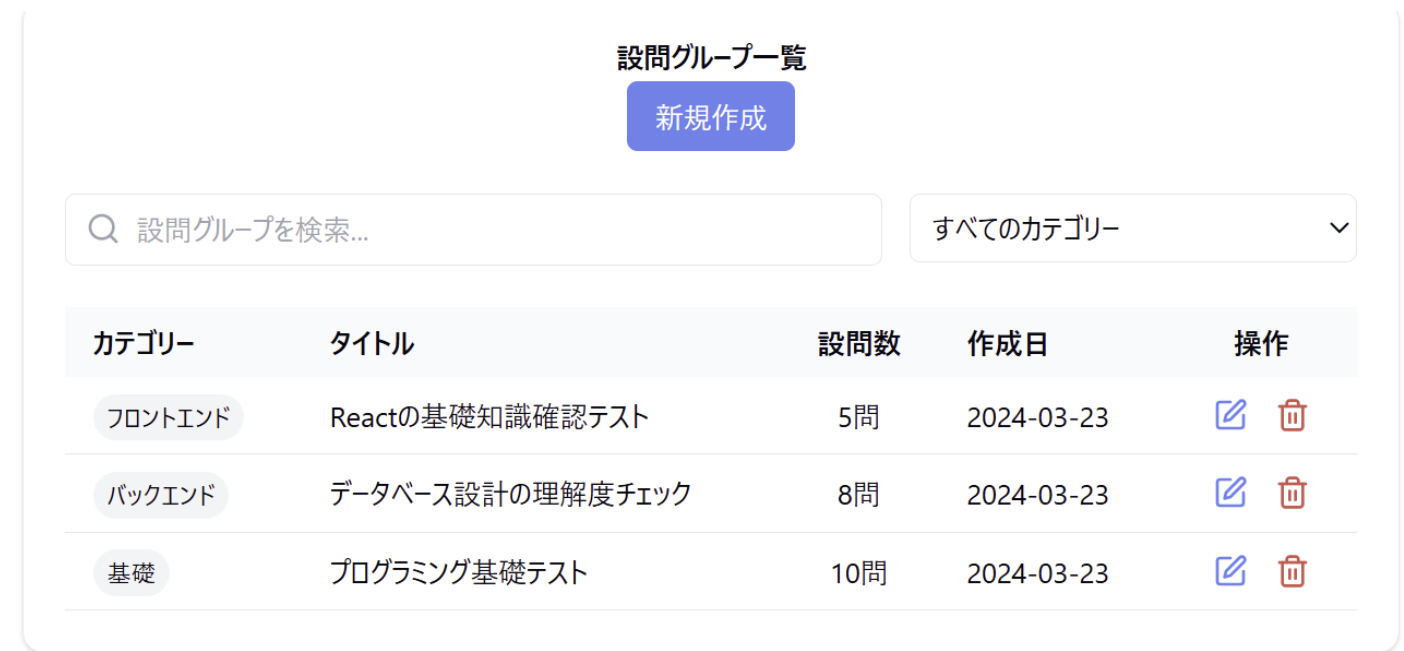 設問グループ一覧
新規作成
設問グループを検索...
すべてのカテゴリー
カテゴリー タイトル 設問数 作成日 操作
フロントエンド Reactの基礎知識確認テスト 5問 2024-03-23
バックエンド データベース設計の理解度チェック 8問 2024-03-23
基礎 プログラミング基礎テスト 10問 2024-03-23